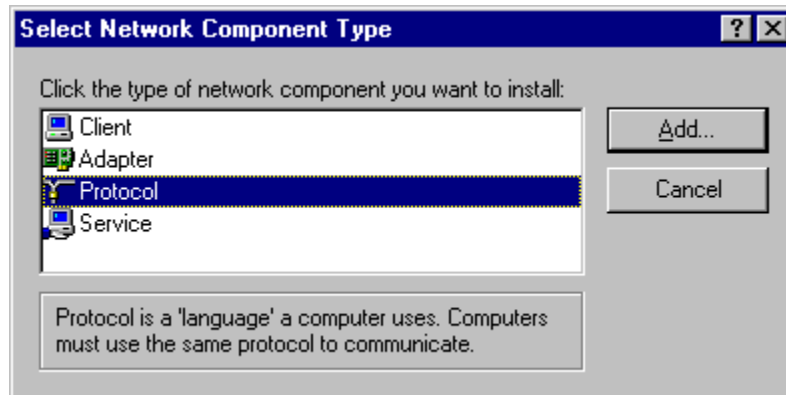 Select Network Component Type
Click the type of network component you want to install:
Client
Adapter
Protocol
Service
Add...
Cancel
Protocol is a 'language' a computer uses. Computers
must use the same protocol to communicate.